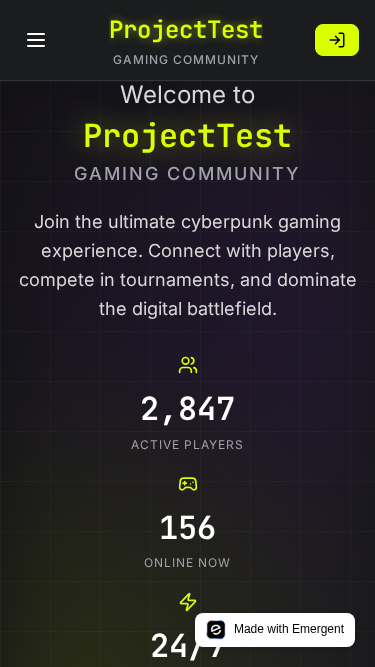 ProjectTest
GAMING COMMUNITY
Welcome to
ProjectTest
GAMING COMMUNITY
Join the ultimate cyberpunk gaming
experience. Connect with players,
compete in tournaments, and dominate
the digital battlefield.
2,847
ACTIVE PLAYERS
156
ONLINE NOW
24/7
Made with Emergent